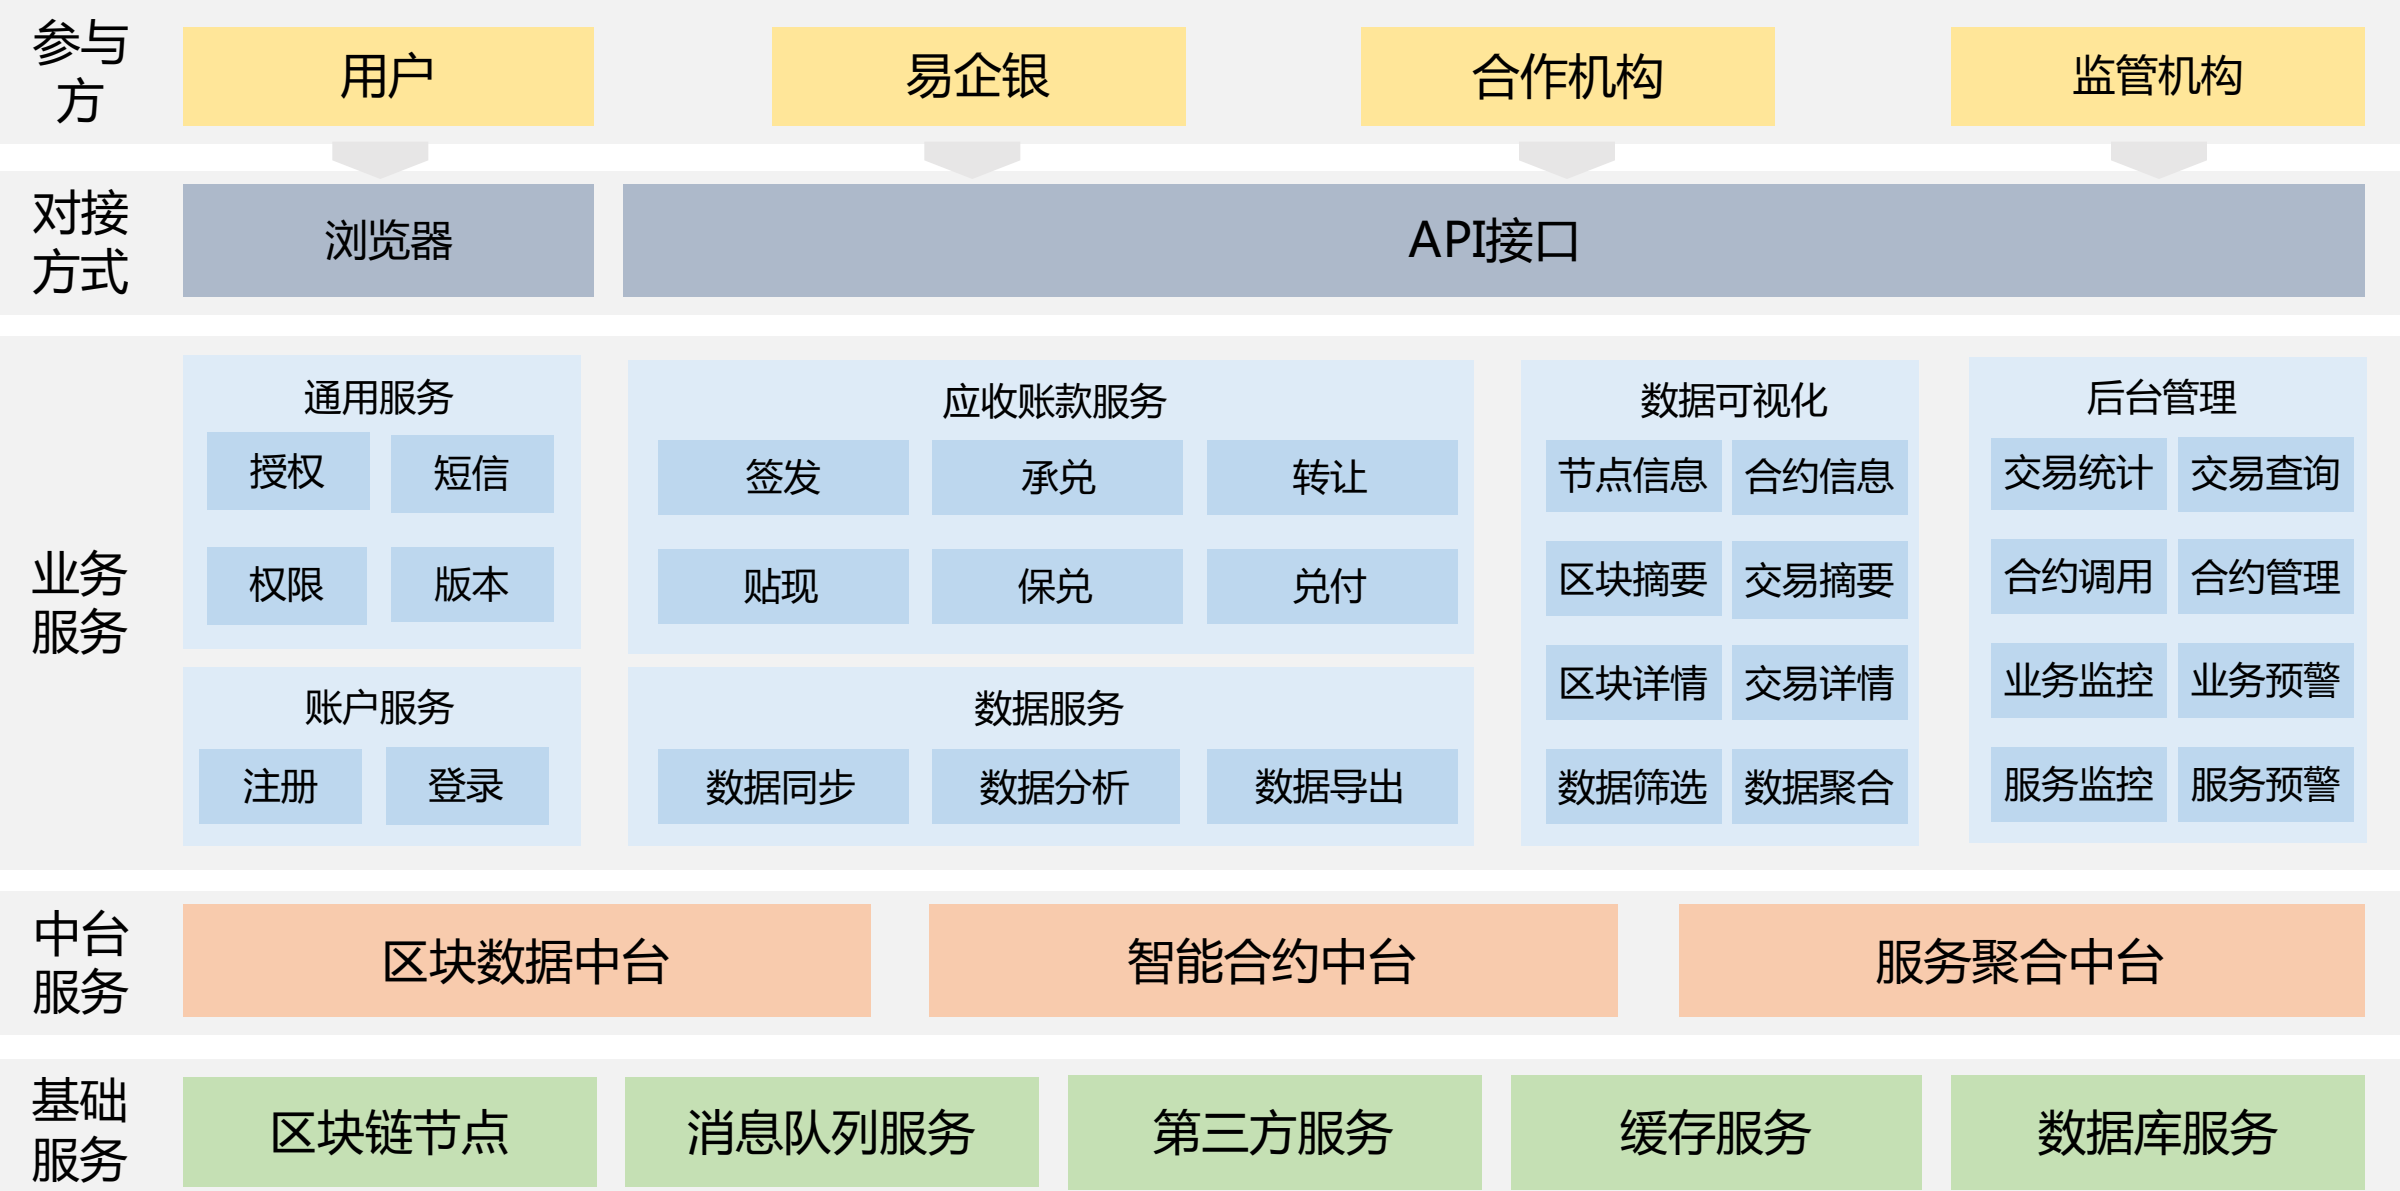 参与
方
用户
易企银
合作机构
监管机构
对接
方式
浏览器
API接口
业务
服务
通用服务
授权
短信
权限
版本
账户服务
注册
登录
应收账款服务
签发
承兑
转让
贴现
保兑
兑付
数据服务
数据同步
数据分析
数据导出
数据可视化
节点信息
合约信息
区块摘要
交易摘要
区块详情
交易详情
数据筛选
数据聚合
后台管理
交易统计
交易查询
合约调用
合约管理
业务监控
业务预警
服务监控
服务预警
中台
服务
区块数据中台
智能合约中台
服务聚合中台
基础
服务
区块链节点
消息队列服务
第三方服务
缓存服务
数据库服务